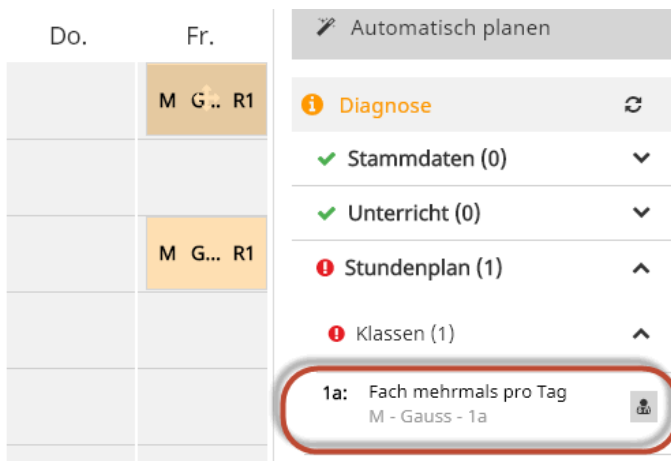 Do. Fr.
M G .. R1
M G... R1
Automatisch planen
Diagnose
Stammdaten (0)
Unterricht (0)
Stundenplan (1)
Klassen (1)
1a: Fach mehrmals pro Tag
M - Gauss - 1a